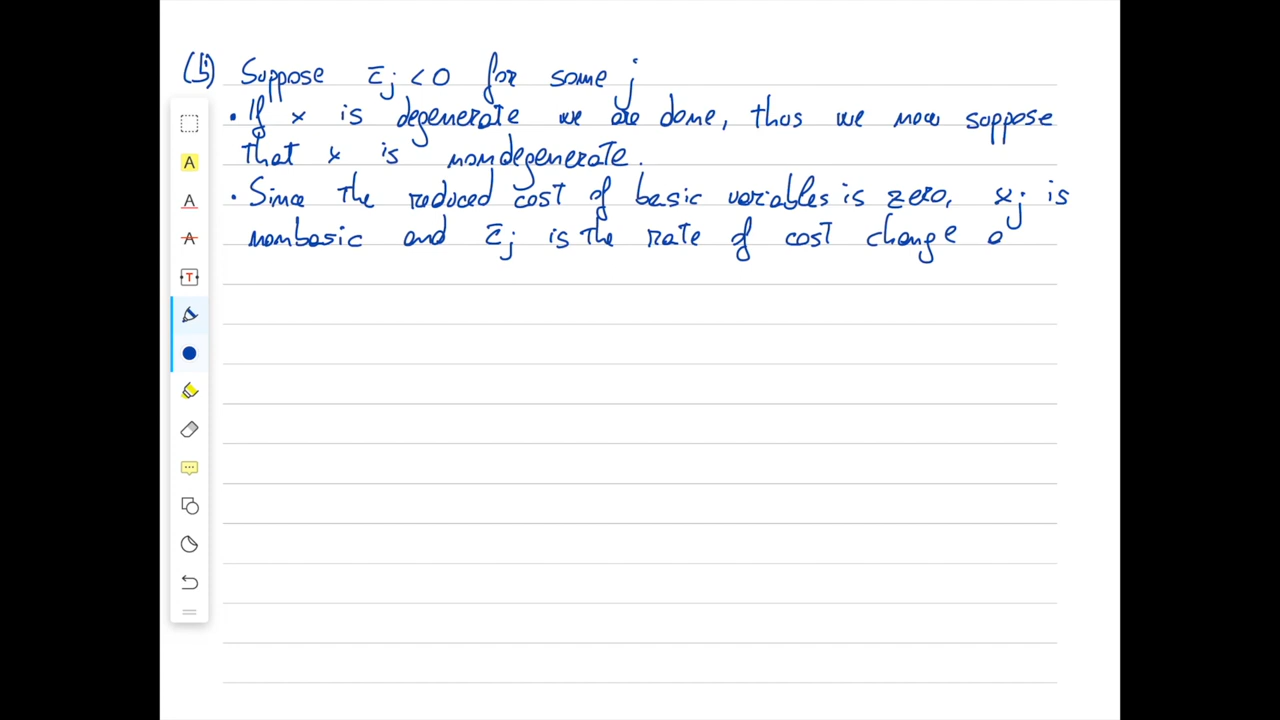 (b) Suppose c̄j < 0 for some j
• If x is degenerate we are done, thus we now suppose
that x is nondegenerate.
• Since the reduced cost of basic variables is zero, xj is
nonbasic and c̄j is the rate of cost change o
A
A
A
T